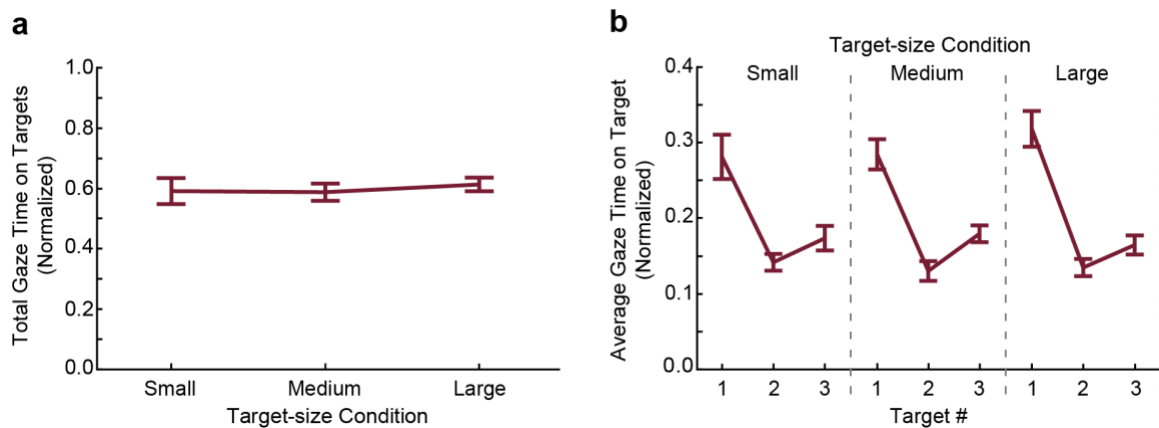 a
Total Gaze Time on Targets
(Normalized)
1.0
0.8
0.6
0.4
0.2
0.0
Small Medium Large
Target-size Condition
b
Target-size Condition
Small Medium Large
Average Gaze Time on Target
(Normalized)
0.4
0.3
0.2
0.1
0.0
1 2 3 1 2 3 1 2 3
Target #